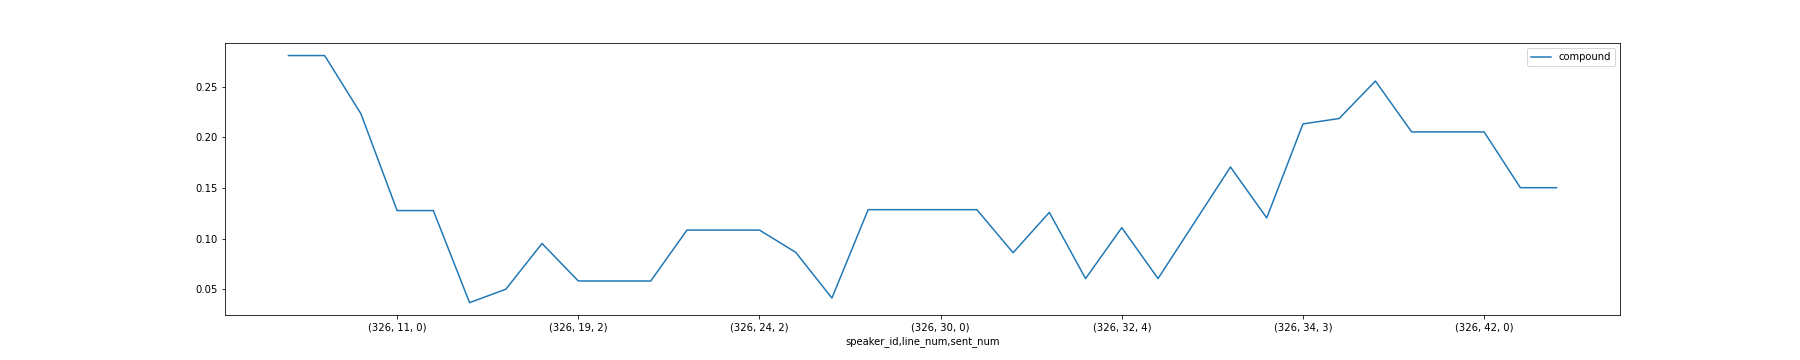 compound
0.25
0.20
0.15
0.10
0.05
(326, 11, 0) (326, 19, 2) (326, 24, 2) (326, 30, 0) (326, 32, 4) (326, 34, 3) (326, 42, 0)
speaker_id,line_num,sent_num